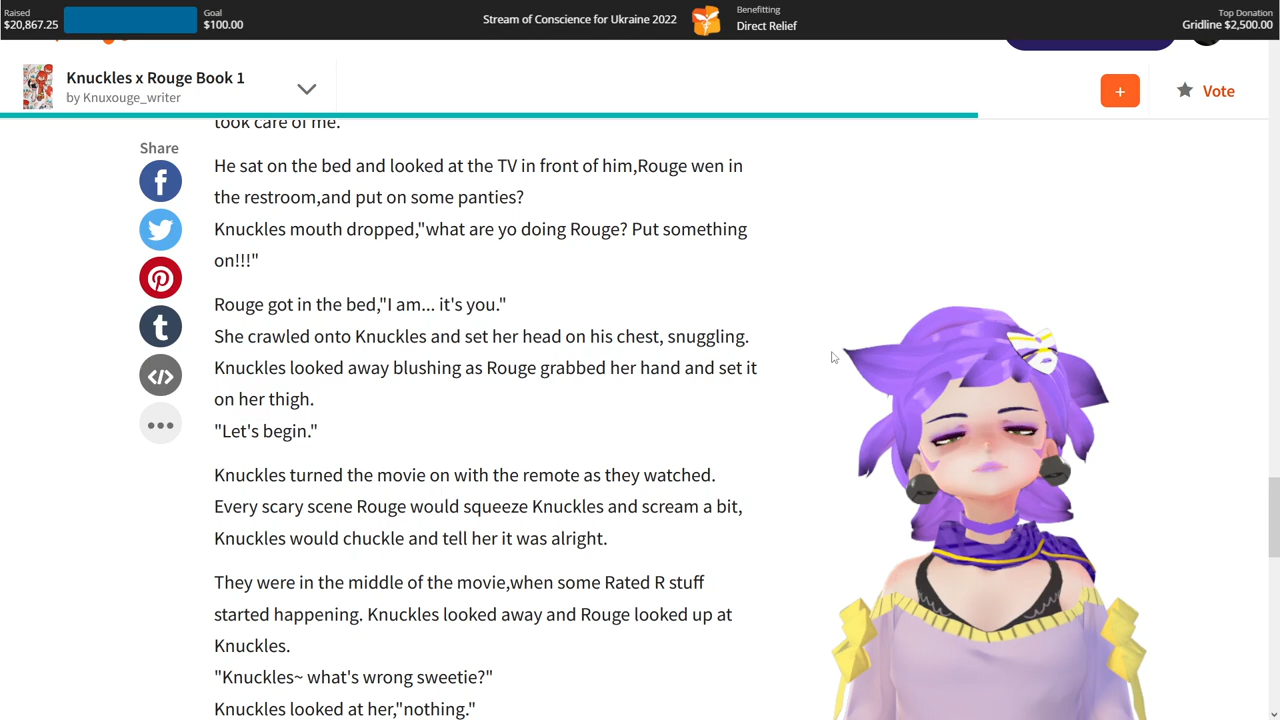 Raised
$20,867.25
Goal
$100.00
Stream of Conscience for Ukraine 2022
Benefitting
Direct Relief
Top Donation
Gridline $2,500.00
Knuckles x Rouge Book 1
by Knuxouge_writer
+
Vote
took care of me.
Share
He sat on the bed and looked at the TV in front of him,Rouge wen in
the restroom,and put on some panties?
Knuckles mouth dropped,"what are yo doing Rouge? Put something
on!!!"
Rouge got in the bed,"I am... it's you."
She crawled onto Knuckles and set her head on his chest, snuggling.
Knuckles looked away blushing as Rouge grabbed her hand and set it
on her thigh.
"Let's begin."
Knuckles turned the movie on with the remote as they watched.
Every scary scene Rouge would squeeze Knuckles and scream a bit,
Knuckles would chuckle and tell her it was alright.
They were in the middle of the movie,when some Rated R stuff
started happening. Knuckles looked away and Rouge looked up at
Knuckles.
"Knuckles~ what's wrong sweetie?"
Knuckles looked at her,"nothing."